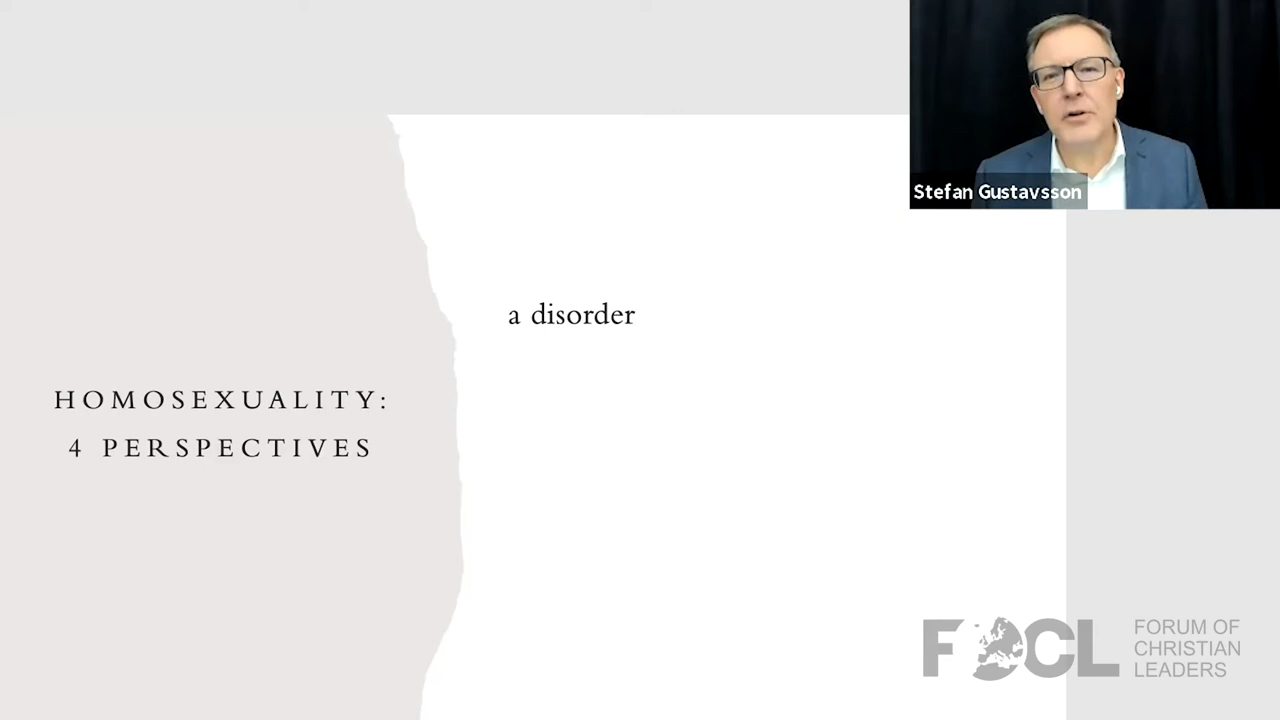 Stefan Gustavsson
a disorder
HOMOSEXUALITY:
4 PERSPECTIVES
FOCL
FORUM OF
CHRISTIAN
LEADERS